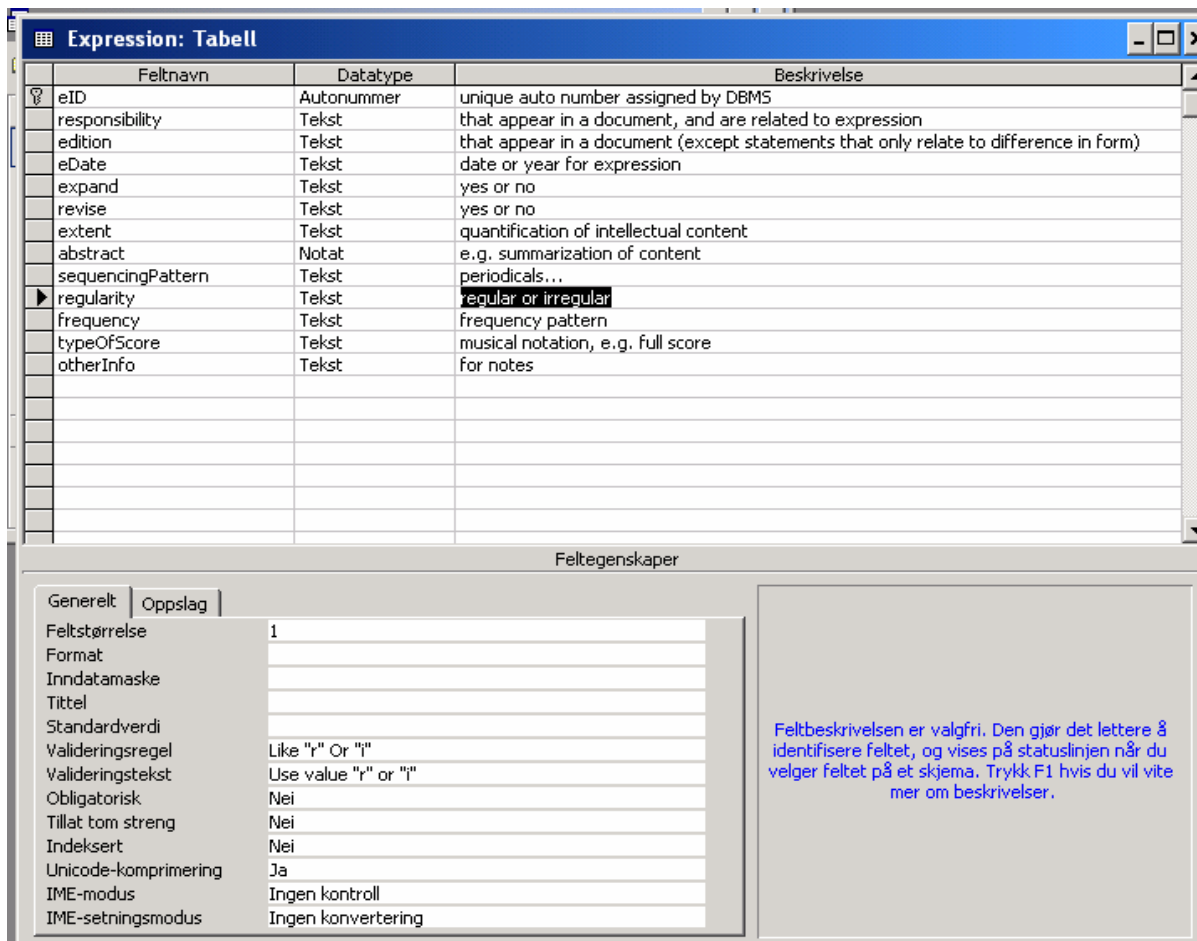 Expression: Tabell
Feltnavn Datatype Beskrivelse
eID Autonummer unique auto number assigned by DBMS
responsibility Tekst that appear in a document, and are related to expression
edition Tekst that appear in a document (except statements that only relate to difference in form)
eDate Tekst date or year for expression
expand Tekst yes or no
revise Tekst yes or no
extent Tekst quantification of intellectual content
abstract Notat e.g. summarization of content
sequencingPattern Tekst periodicals...
regularity Tekst regular or irregular
frequency Tekst frequency pattern
typeOfScore Tekst musical notation, e.g. full score
otherInfo Tekst for notes
Feltegenskaper
Generelt Oppslag
Feltstørrelse 1
Format
Inndatamaske
Tittel
Standardverdi
Valideringsregel Like "r" Or "i"
Valideringstekst Use value "r" or "i"
Obligatorisk Nei
Tillat tom streng Nei
Indeksert Nei
Unicode-komprimering Ja
IME-modus Ingen kontroll
IME-setningsmodus Ingen konvertering
Feltbeskrivelsen er valgfri. Den gjør det lettere å
identifisere feltet, og vises på statuslinjen når du
velger feltet på et skjema. Trykk F1 hvis du vil vite
mer om beskrivelser.